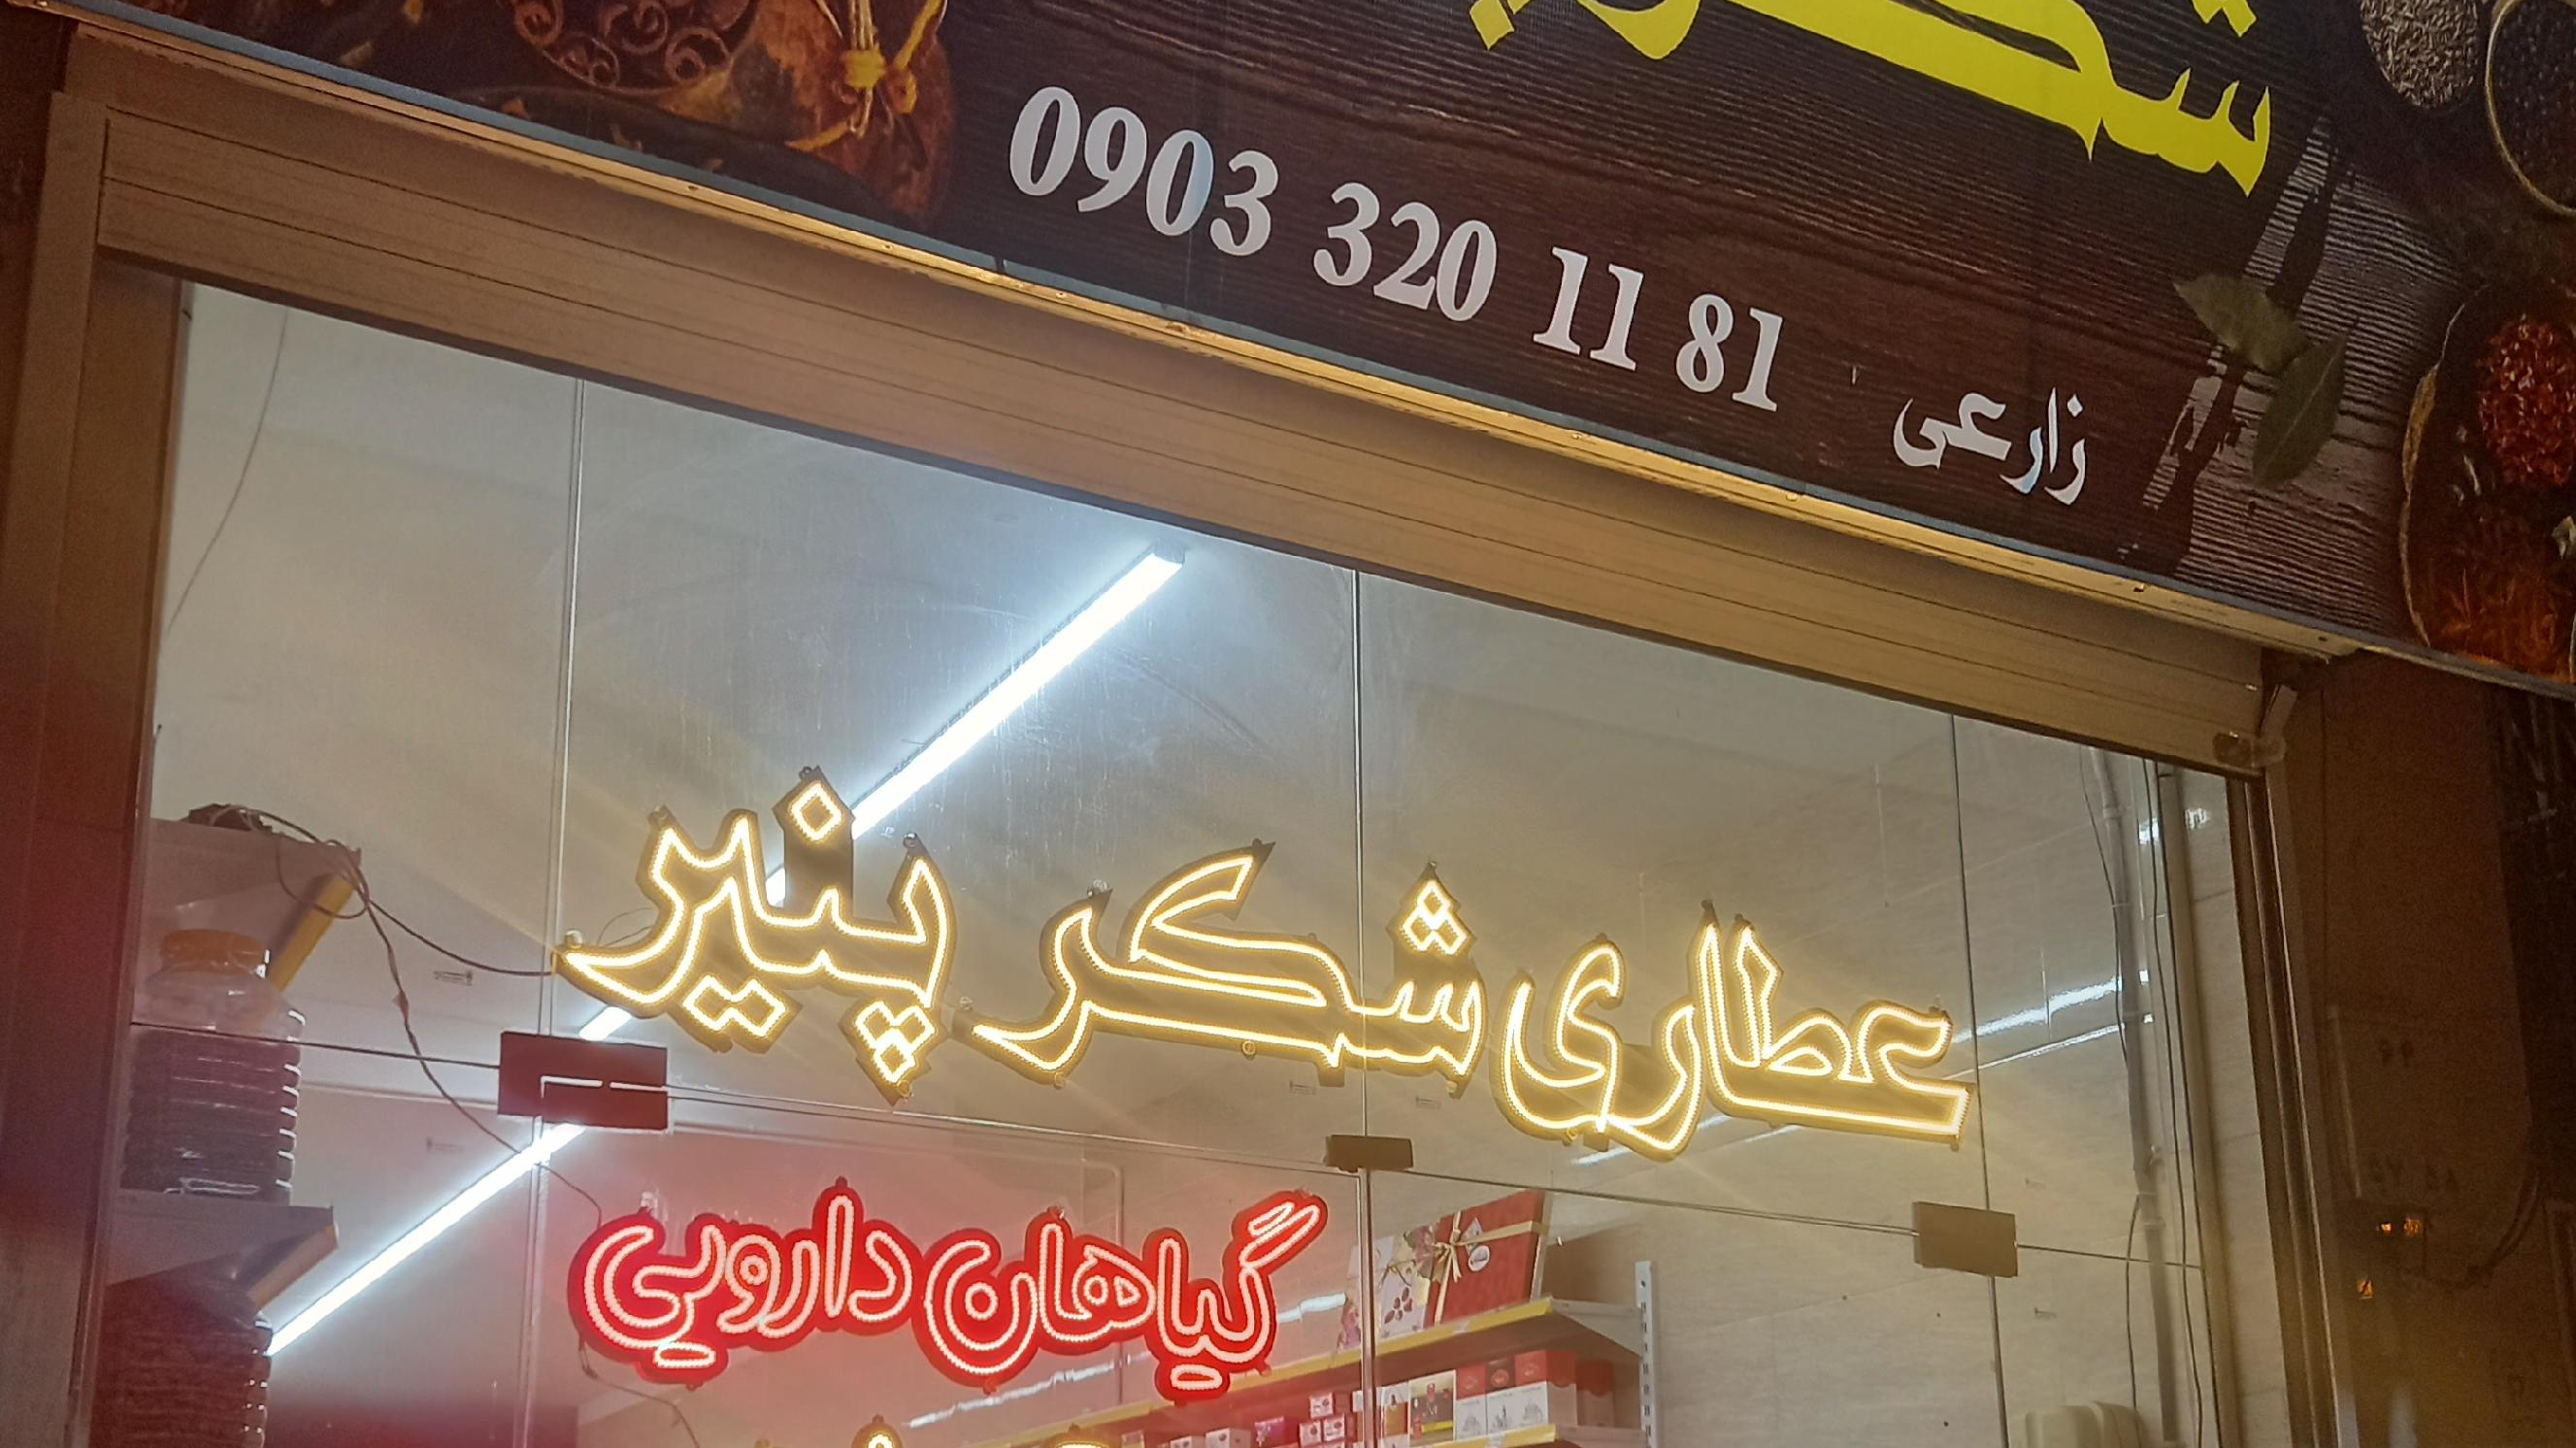 0903 320 11 81
زارعی
عطاری شکر پنیر
گیاهان دارویی